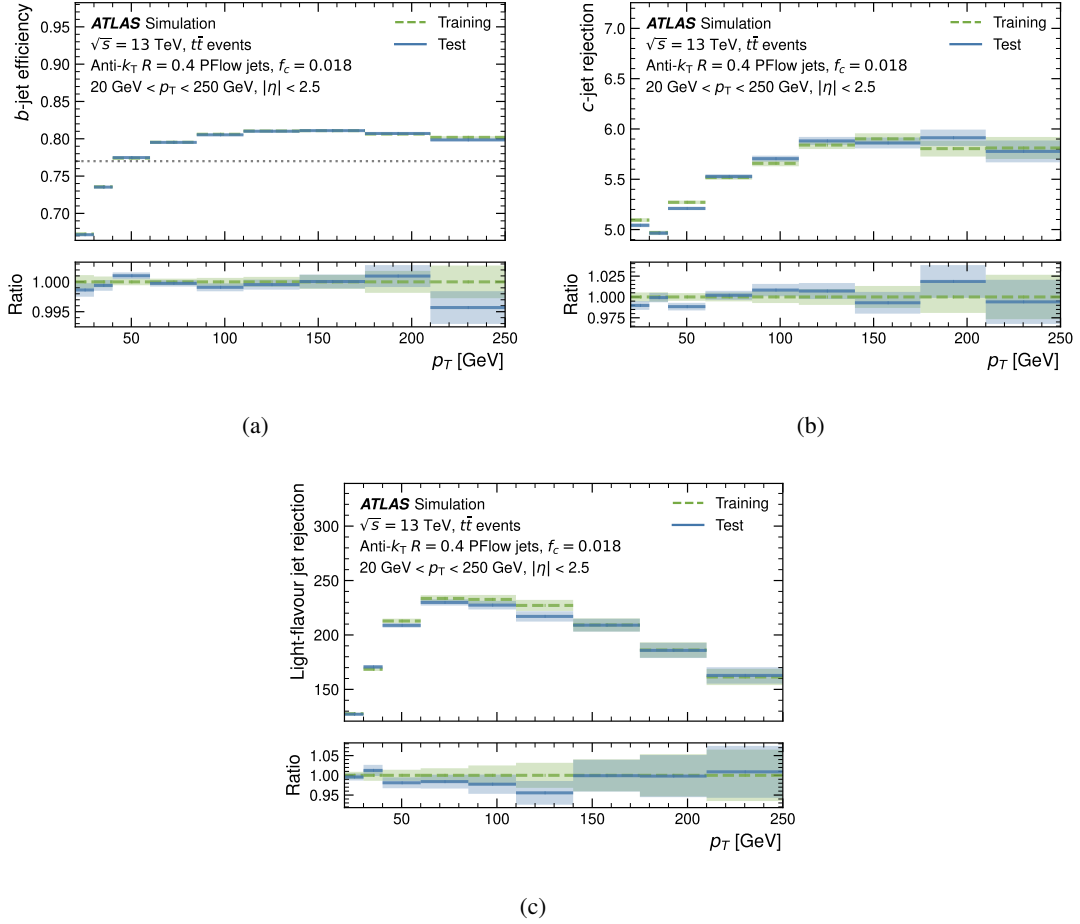 ATLAS Simulation
√s = 13 TeV, tt̄ events
Anti-kT R = 0.4 PFlow jets, fc = 0.018
20 GeV < pT < 250 GeV, |η| < 2.5
Training
Test
b-jet efficiency
0.95
0.90
0.85
0.80
0.75
0.70
Ratio
1.000
0.995
50
100
150
200
250
pT [GeV]
(a)
ATLAS Simulation
√s = 13 TeV, tt̄ events
Anti-kT R = 0.4 PFlow jets, fc = 0.018
20 GeV < pT < 250 GeV, |η| < 2.5
Training
Test
c-jet rejection
7.0
6.5
6.0
5.5
5.0
Ratio
1.025
1.000
0.975
50
100
150
200
250
pT [GeV]
(b)
ATLAS Simulation
√s = 13 TeV, tt̄ events
Anti-kT R = 0.4 PFlow jets, fc = 0.018
20 GeV < pT < 250 GeV, |η| < 2.5
Training
Test
Light-flavour jet rejection
300
250
200
150
Ratio
1.05
1.00
0.95
50
100
150
200
250
pT [GeV]
(c)